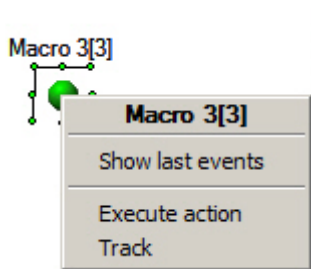 Macro 3[3]
Macro 3[3]
Show last events
Execute action
Track